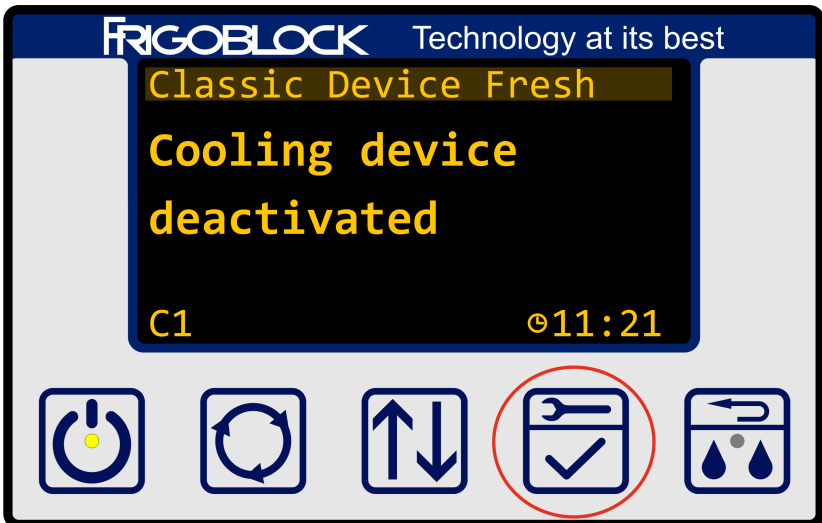 FRIGOBLOCK Technology at its best
Classic Device Fresh
Cooling device
deactivated
C1 11:21